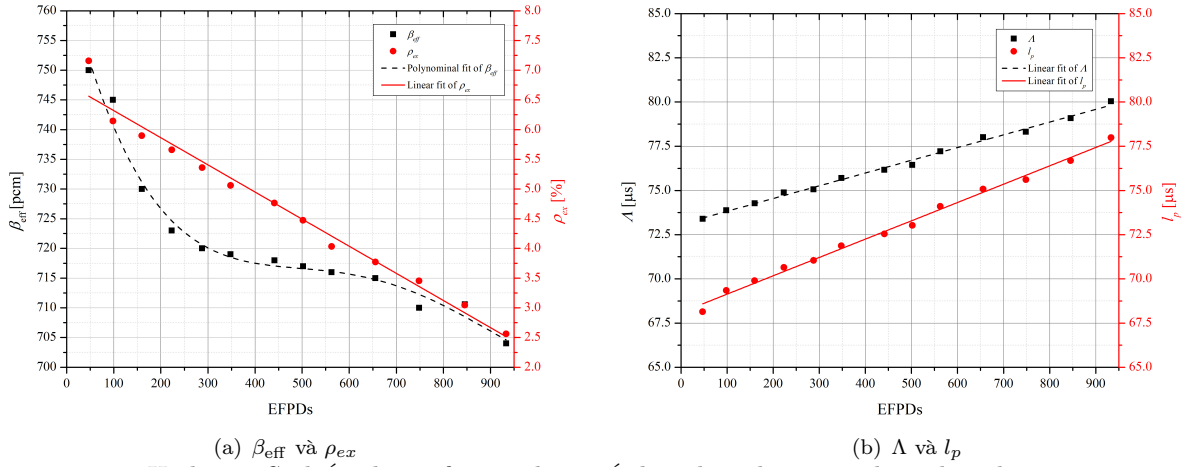 760
755
750
745
740
735
730
725
720
715
710
705
700
β_eff [pcm]
8.0
7.5
7.0
6.5
6.0
5.5
5.0
4.5
4.0
3.5
3.0
2.5
2.0
ρ_ex [%]
β_eff
ρ_ex
Polynominal fit of β_eff
Linear fit of ρ_ex
0 100 200 300 400 500 600 700 800 900
EFPDs
(a) β_eff và ρ_ex
85.0
82.5
80.0
77.5
75.0
72.5
70.0
67.5
65.0
Λ [μs]
85.0
82.5
80.0
77.5
75.0
72.5
70.0
67.5
65.0
l_p [μs]
Λ
l_p
Linear fit of Λ
Linear fit of l_p
0 100 200 300 400 500 600 700 800 900
EFPDs
(b) Λ và l_p